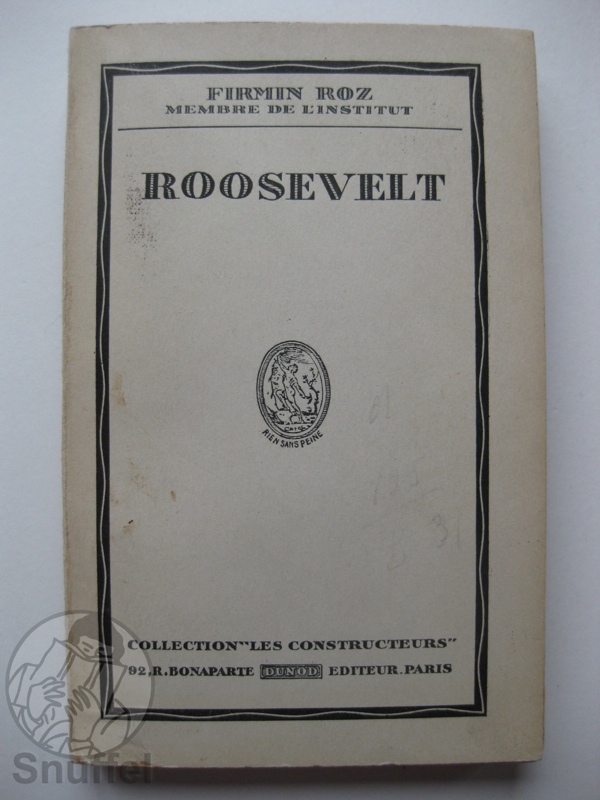 FIRMIN ROZ
MEMBRE DE L'INSTITUT
ROOSEVELT
RIEN SANS PEINE
COLLECTION "LES CONSTRUCTEURS"
92, R. BONAPARTE DUNOD EDITEUR. PARIS
Snuffel